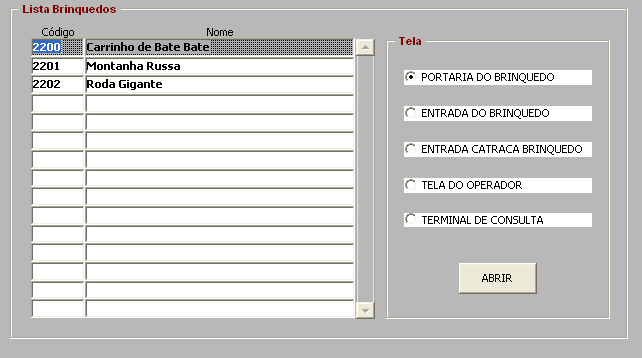 Lista Brinquedos
Código Nome
2200 Carrinho de Bate Bate
2201 Montanha Russa
2202 Roda Gigante
Tela
PORTARIA DO BRINQUEDO
ENTRADA DO BRINQUEDO
ENTRADA CATRACA BRINQUEDO
TELA DO OPERADOR
TERMINAL DE CONSULTA
ABRIR